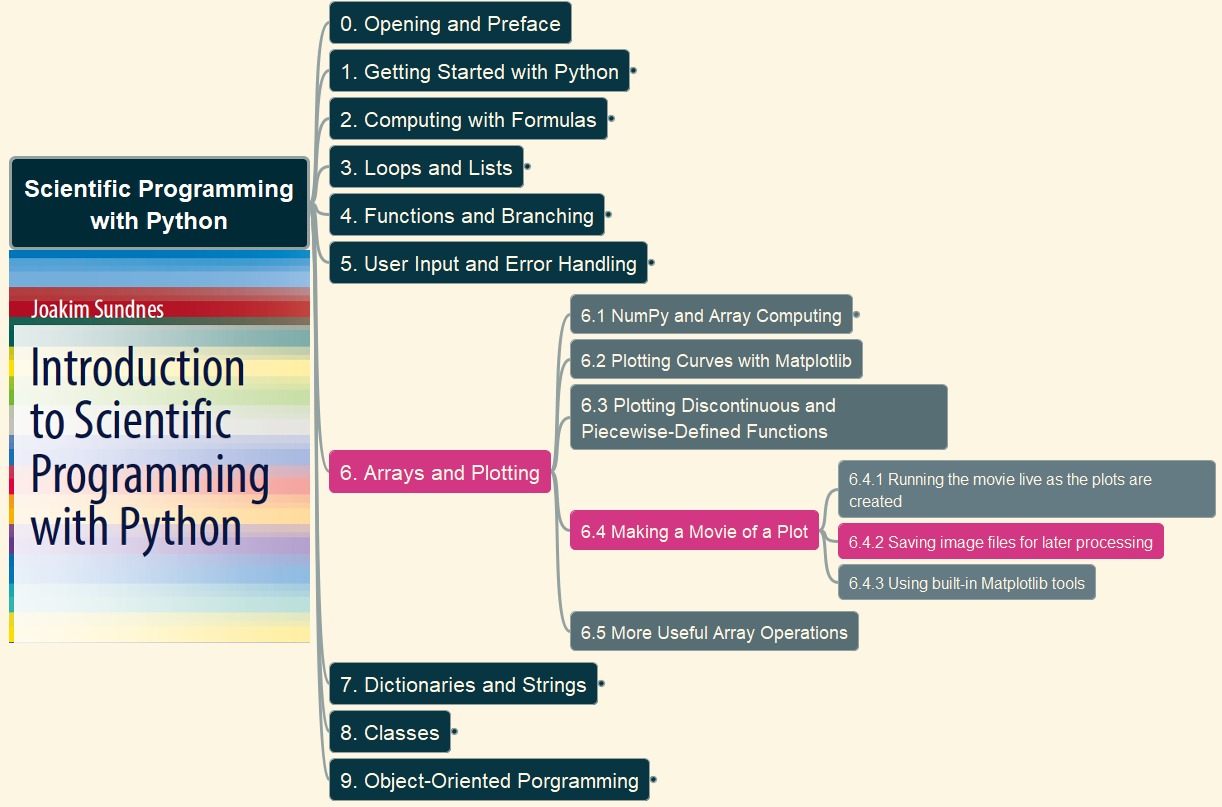 Scientific Programming
with Python
Joakim Sundnes
Introduction
to Scientific
Programming
with Python
0. Opening and Preface
1. Getting Started with Python
2. Computing with Formulas
3. Loops and Lists
4. Functions and Branching
5. User Input and Error Handling
6. Arrays and Plotting
6.1 NumPy and Array Computing
6.2 Plotting Curves with Matplotlib
6.3 Plotting Discontinuous and
Piecewise-Defined Functions
6.4 Making a Movie of a Plot
6.4.1 Running the movie live as the plots are
created
6.4.2 Saving image files for later processing
6.4.3 Using built-in Matplotlib tools
6.5 More Useful Array Operations
7. Dictionaries and Strings
8. Classes
9. Object-Oriented Porgramming